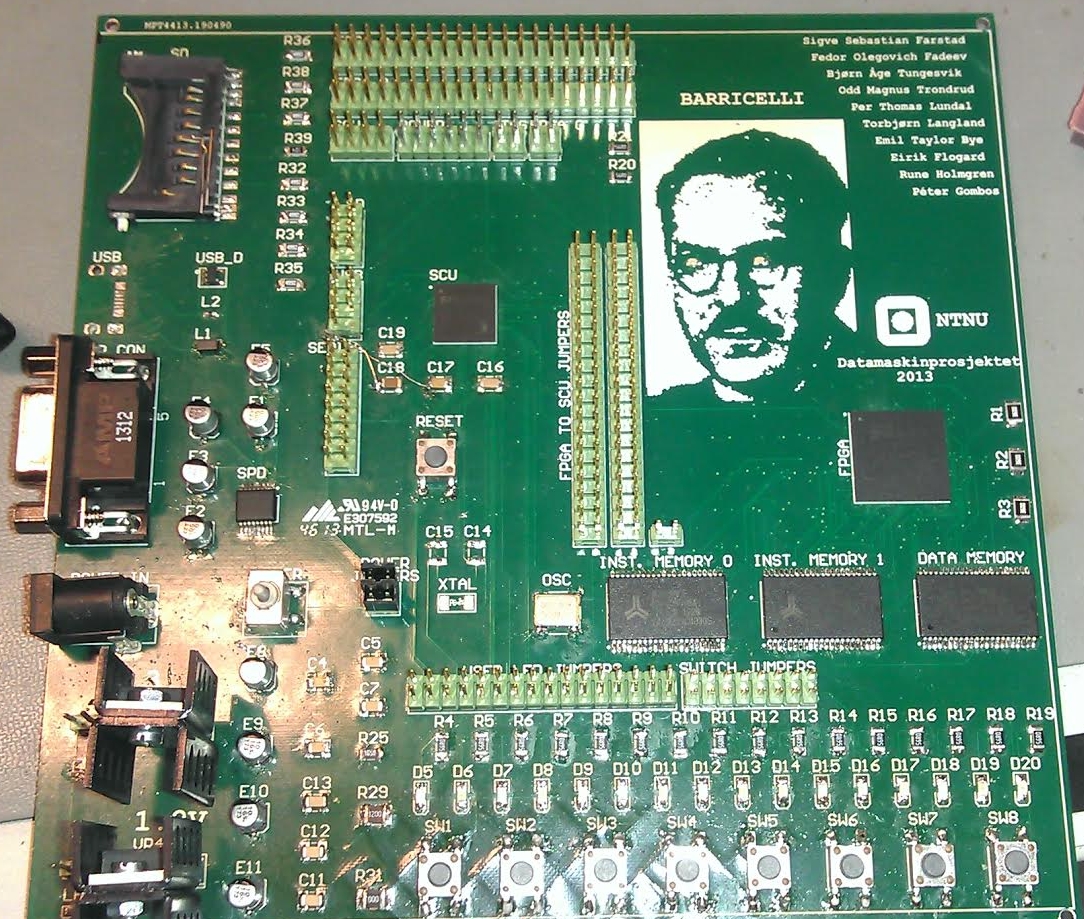 MPT4413.190490
SD
R36
R38
R37
R39
R32
R33
R34
R35
R20
BARRICELLI
Sigve Sebastian Farstad
Fedor Olegovich Fadeev
Bjørn Åge Tungesvik
Odd Magnus Trondrud
Per Thomas Lundal
Torbjørn Langland
Emil Taylor Bye
Eirik Flogard
Rune Holmgren
Péter Gombos
NTNU
Datamaskinprosjektet
2013
USB
USB_D
L2
L1
SCU
C19
C18
C17
C16
RESET
FPGA TO SCU JUMPERS
FPGA
R1
R2
R3
AMP
1312
5
1
E3
E2
SPD
94V-0
E307592
4613 MTL-M
C15
C14
XTAL
OSC
POWER
JUMPERS
INST. MEMORY 0
INST. MEMORY 1
DATA MEMORY
POWER IN
E8
C4
C5
C7
C6
R25
E9
E10
E11
C13
C12
C11
R29
R31
USER LED JUMPERS
SWITCH JUMPERS
R4 R5 R6 R7 R8 R9 R10 R11 R12 R13 R14 R15 R16 R17 R18 R19
D5 D6 D7 D8 D9 D10 D11 D12 D13 D14 D15 D16 D17 D18 D19 D20
SW1 SW2 SW3 SW4 SW5 SW6 SW7 SW8